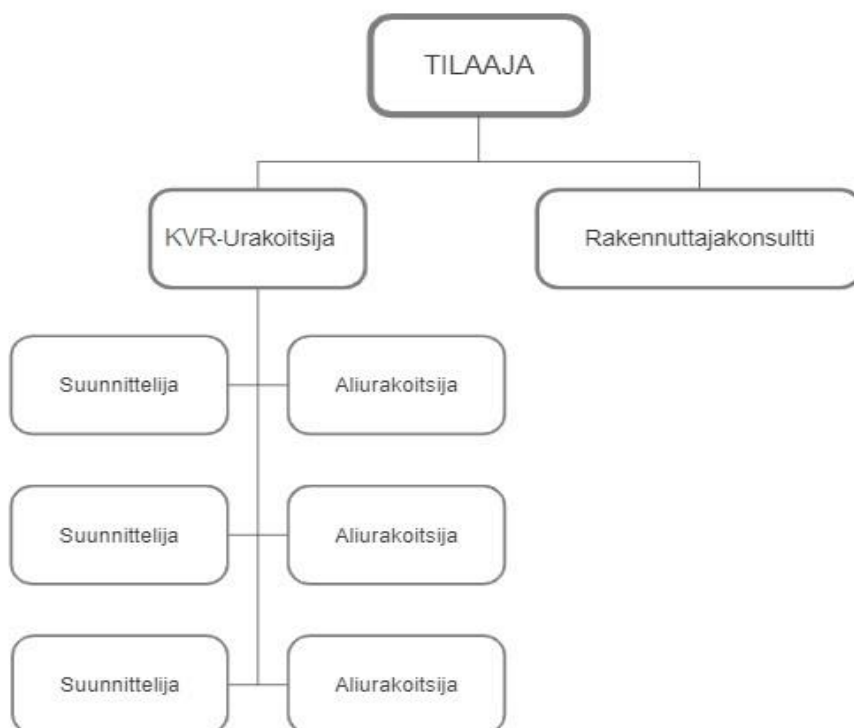 TILAAJA
KVR-Urakoitsija
Rakennuttajakonsultti
Suunnittelija
Aliurakoitsija
Suunnittelija
Aliurakoitsija
Suunnittelija
Aliurakoitsija